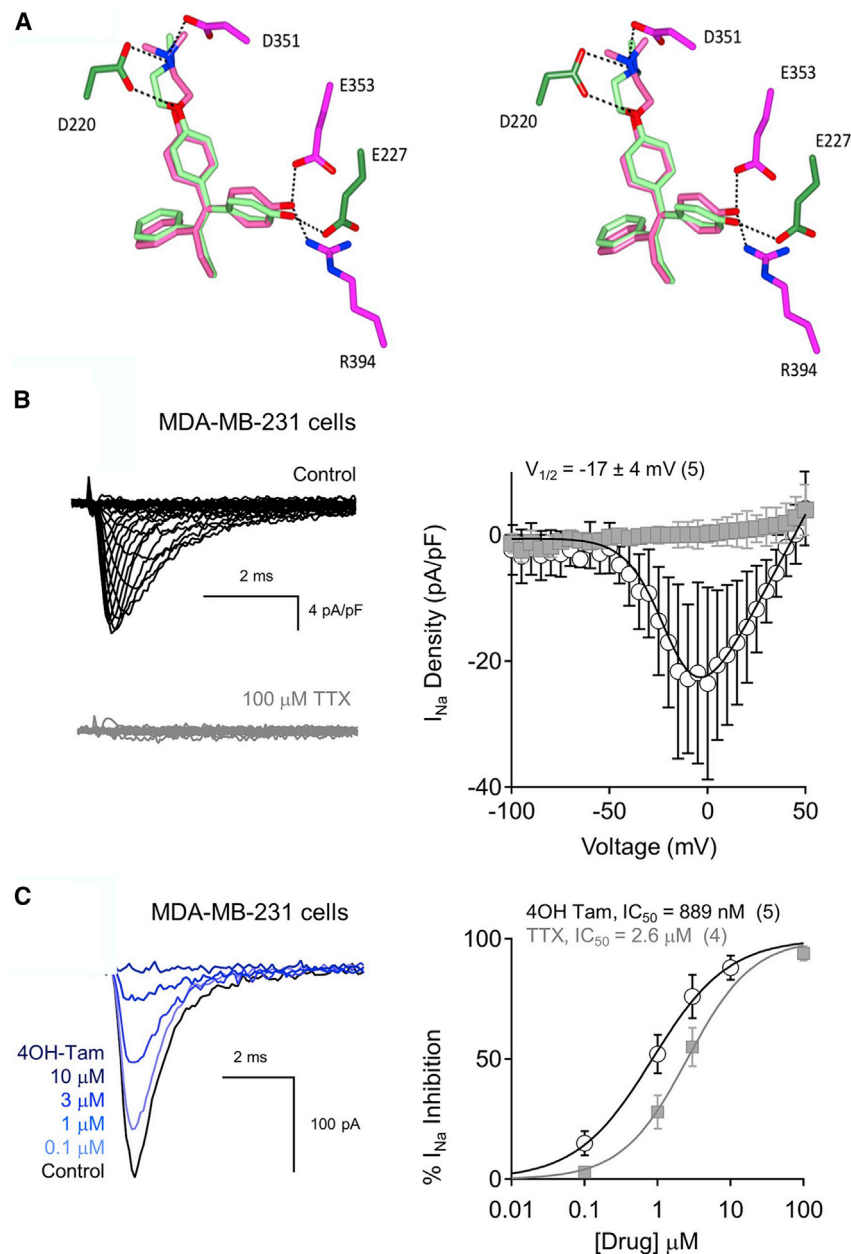 A
D351
E353
D220
E227
R394
D351
E353
D220
E227
R394
B
MDA-MB-231 cells
Control
2 ms
4 pA/pF
100 μM TTX
V1/2 = -17 ± 4 mV (5)
0
-20
-40
I_Na Density (pA/pF)
-100 -50 0 50
Voltage (mV)
C
MDA-MB-231 cells
4OH-Tam
10 μM
3 μM
1 μM
0.1 μM
Control
2 ms
100 pA
4OH Tam, IC50 = 889 nM (5)
TTX, IC50 = 2.6 μM (4)
100
50
0
% I_Na Inhibition
0.01 0.1 1 10 100
[Drug] μM